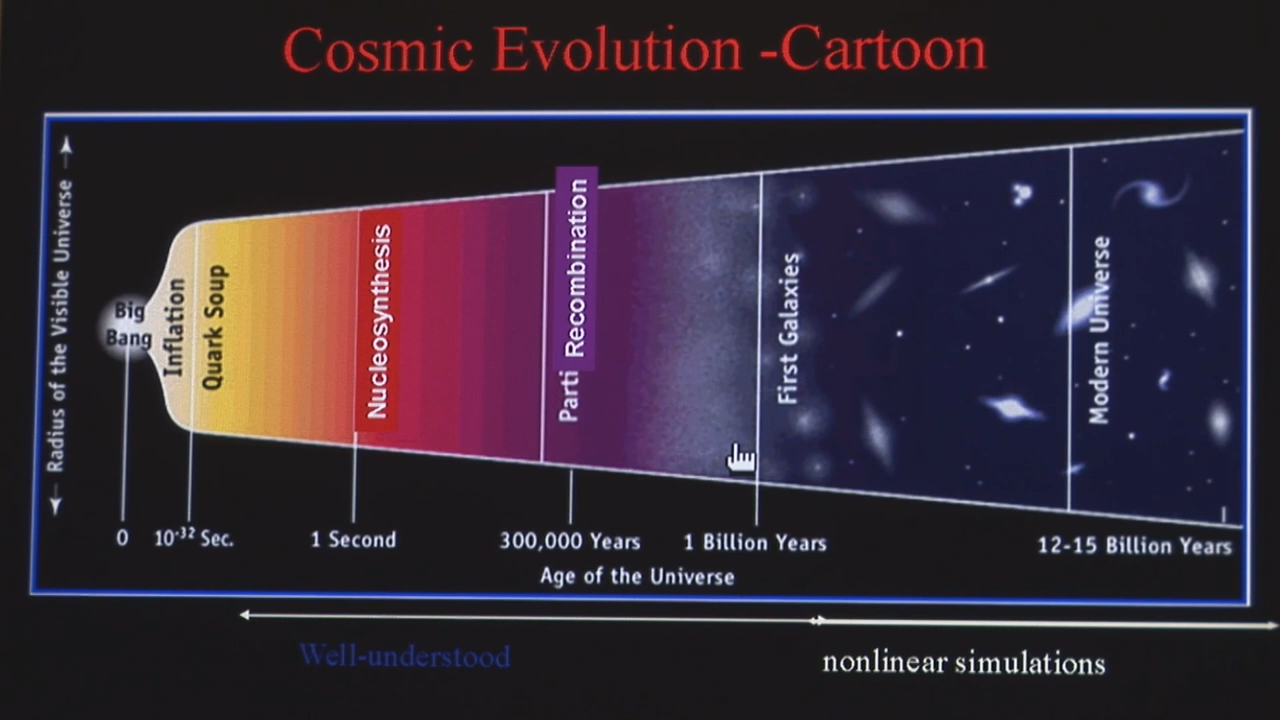 Cosmic Evolution -Cartoon
Radius of the Visible Universe
Big
Bang
Inflation
Quark Soup
Nucleosynthesis
Parti
Recombination
First Galaxies
Modern Universe
0
10-32 Sec.
1 Second
300,000 Years
1 Billion Years
12-15 Billion Years
Age of the Universe
Well-understood
nonlinear simulations